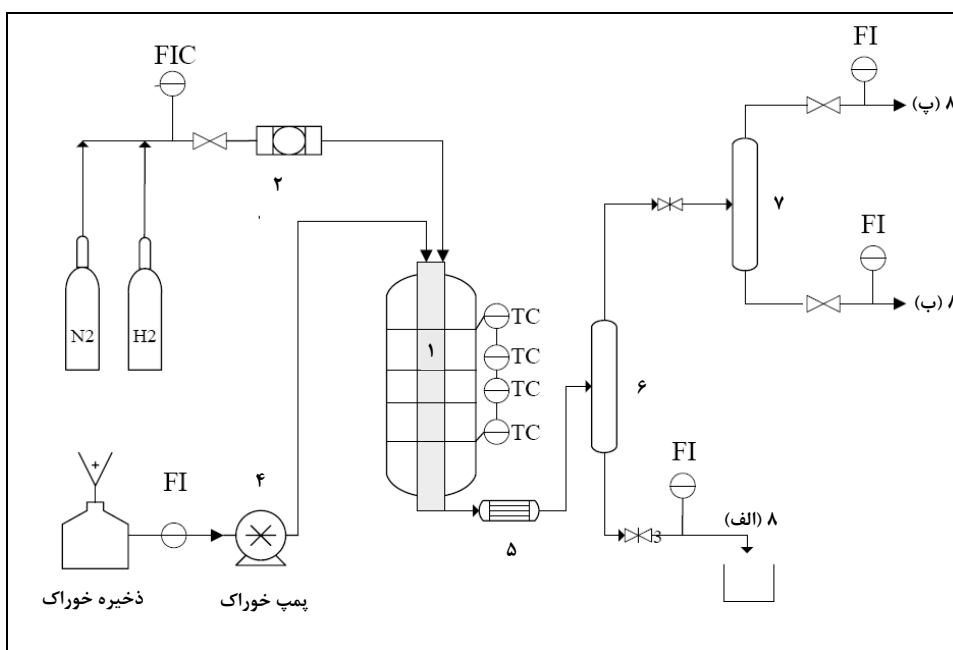 FIC
FI
۸ (پ)
۲
۷
FI
N2
H2
۸ (ب)
TC
۱
TC
TC
TC
۶
FI
FI
۴
۸ (الف)
3
۵
+
ذخیره خوراک
پمپ خوراک